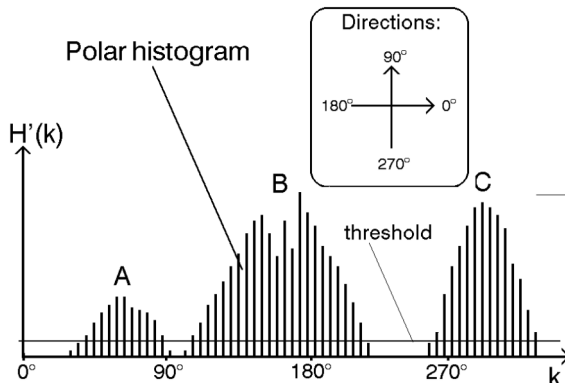 Directions:
90°
180° 0°
270°
Polar histogram
H'(k)
A
B
C
threshold
0° 90° 180° 270° k